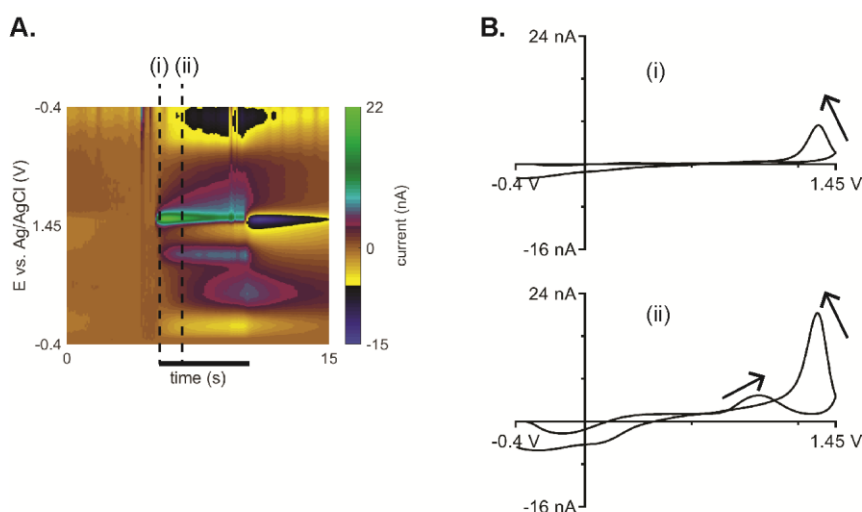 A.
(i) (ii)
-0.4
1.45
-0.4
E vs. Ag/AgCl (V)
0
15
time (s)
22
0
-15
current (nA)
B.
24 nA
(i)
-0.4 V
1.45 V
-16 nA
24 nA
(ii)
-0.4 V
1.45 V
-16 nA